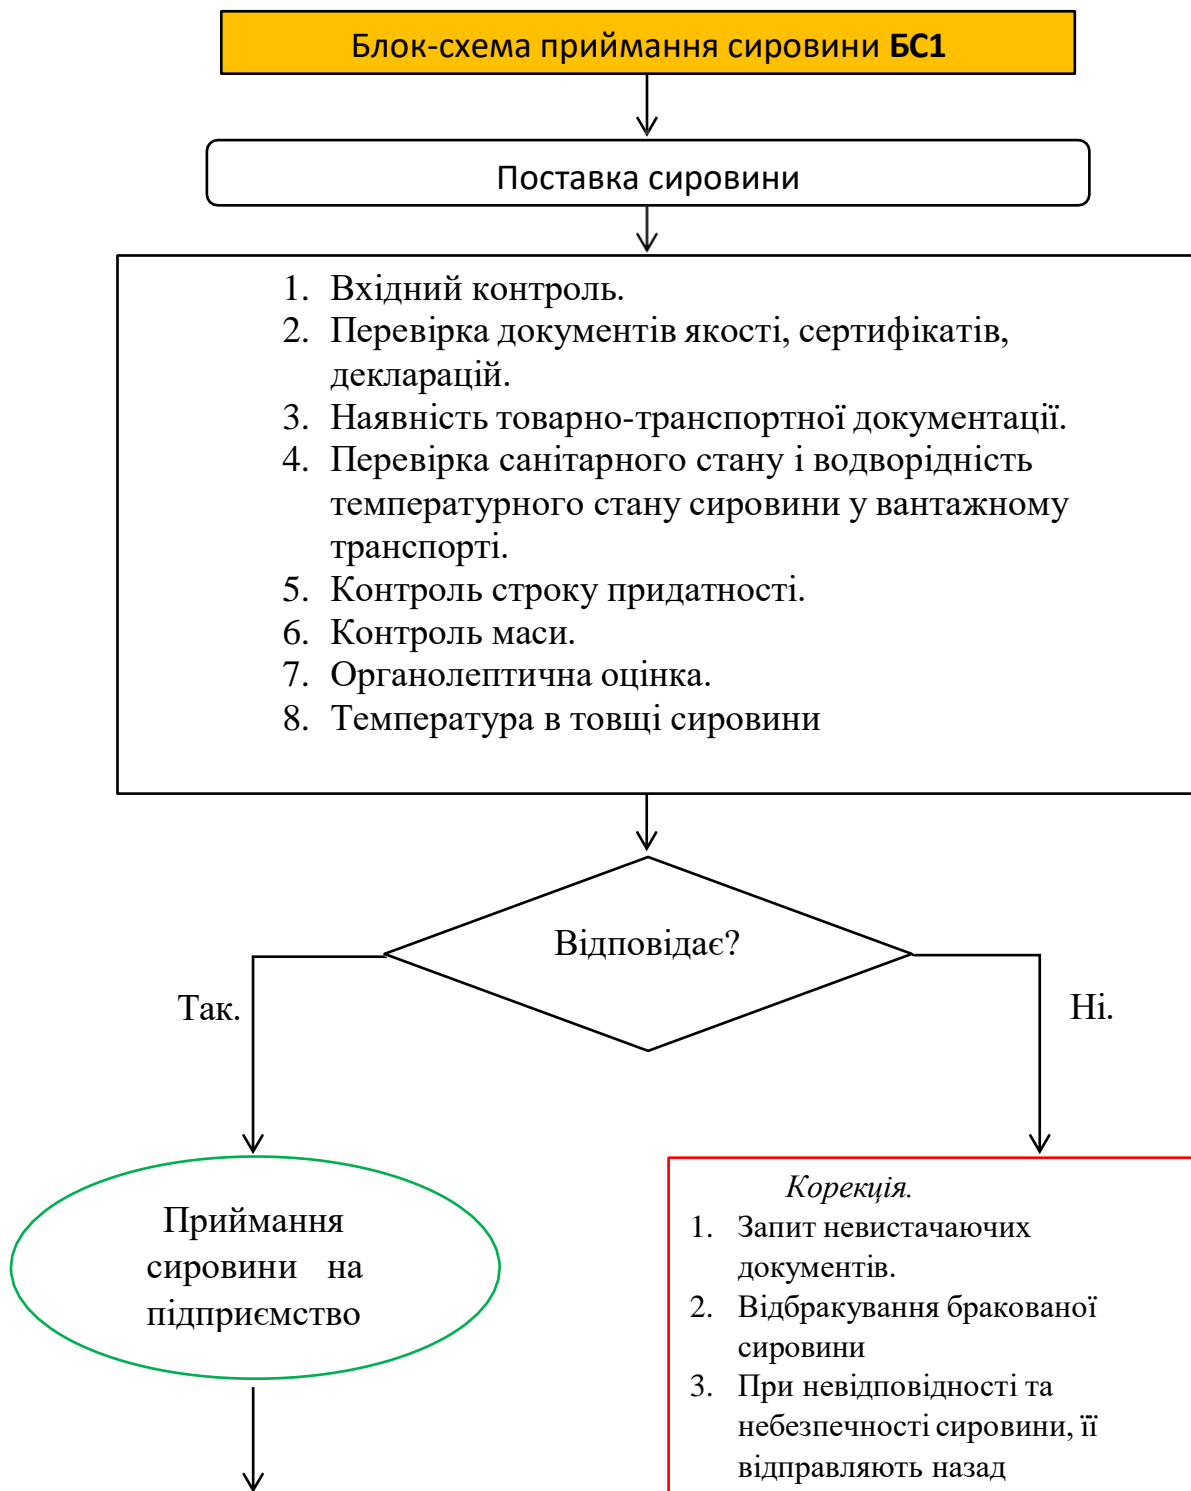 Блок-схема приймання сировини БС1
Поставка сировини
1. Вхідний контроль.
2. Перевірка документів якості, сертифікатів,
декларацій.
3. Наявність товарно-транспортної документації.
4. Перевірка санітарного стану і водворідність
температурного стану сировини у вантажному
транспорті.
5. Контроль строку придатності.
6. Контроль маси.
7. Органолептична оцінка.
8. Температура в товщі сировини
Відповідає?
Так.
Ні.
Приймання
сировини на
підприємство
Корекція.
1. Запит невистачаючих
документів.
2. Відбракування бракованої
сировини
3. При невідповідності та
небезпечності сировини, її
відправляють назад